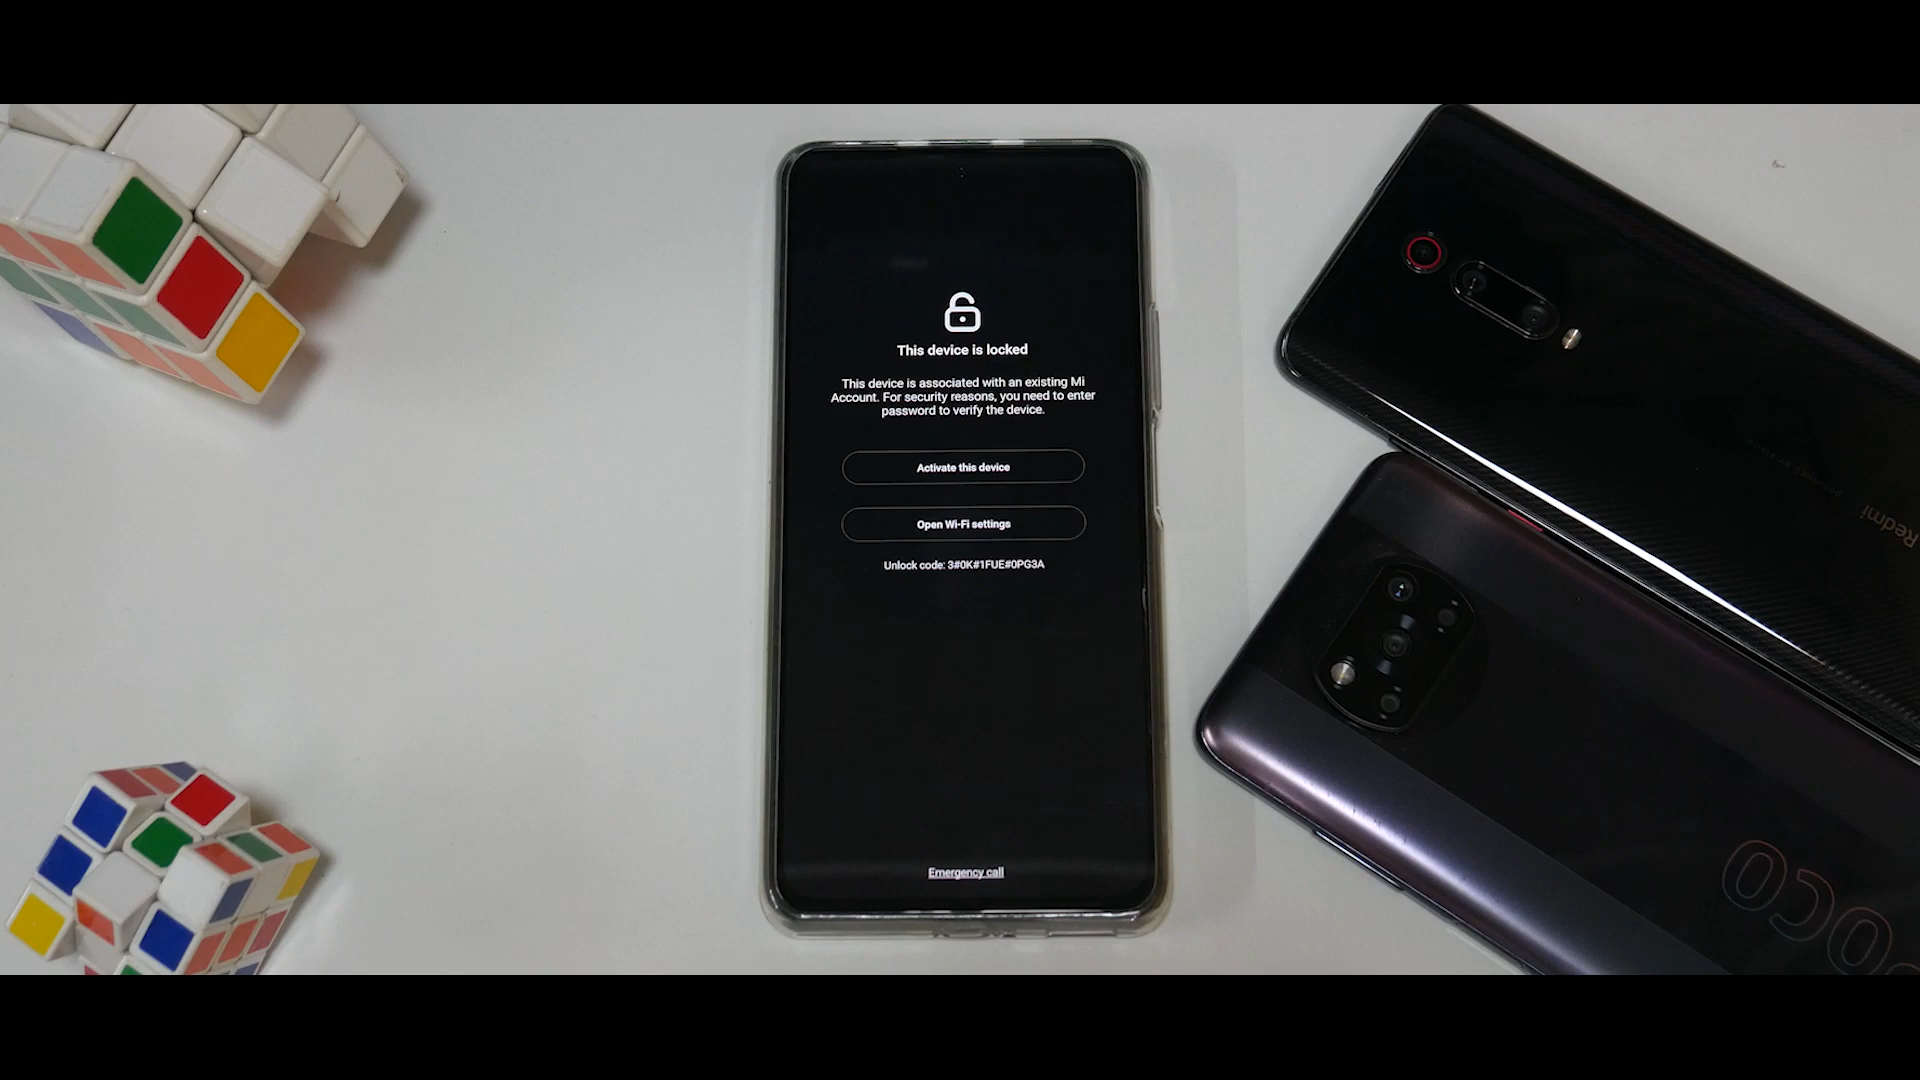 This device is locked
This device is associated with an existing Mi
Account. For security reasons, you need to enter
password to verify the device.
Activate this device
Open Wi-Fi settings
Unlock code: 3#0K#1FUE#0PG3A
Emergency call
Redmi
POCO